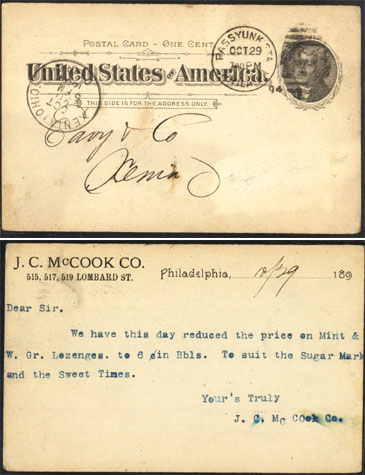 POSTAL CARD - ONE CENT
United States of America.
THIS SIDE IS FOR THE ADDRESS ONLY.
PASSYUNK STA.
OCT 29
7 PM
PHILA
94
XENIA OHIO
OCT
Eavy & Co
Xenia
J. C. MCCOOK CO.
515, 517, 519 LOMBARD ST.
Philadelphia, 10/29 189
Dear Sir.
We have this day reduced the price on Mint &
W. Gr. Lozenges. to 6 ¢in Bbls. To suit the Sugar Mark
and the Sweet Times.
Your's Truly
J. C. Mc COok Co.